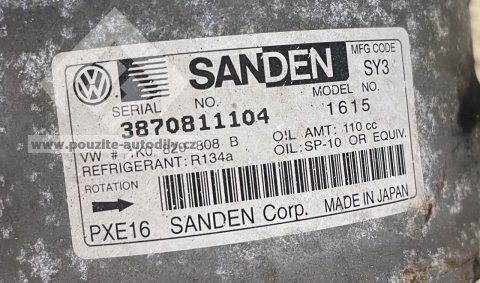 SANDEN
MFG CODE
SY3
SERIAL NO.
MODEL NO.
3870811104
1615
www.pouzite-autodily.cz
VW # 808 B
OIL AMT: 110 cc
REFRIGERANT: R134a
OIL: SP-10 OR EQUIV.
ROTATION
PXE16
SANDEN Corp.
MADE IN JAPAN